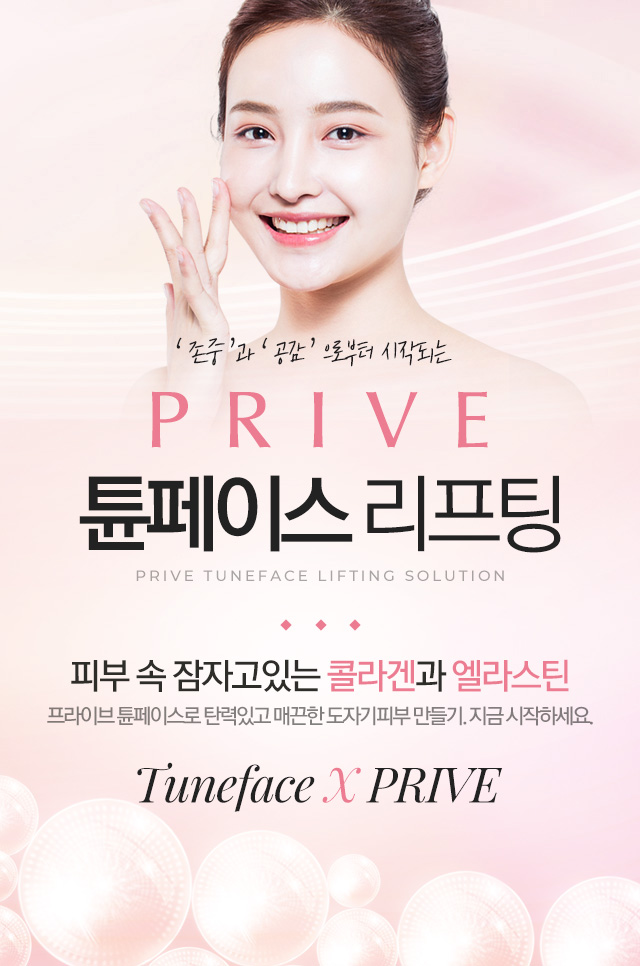 ‘존중’과 ‘공감’ 으로부터 시작되는
PRIVE
튠페이스 리프팅
PRIVE TUNEFACE LIFTING SOLUTION
피부 속 잠자고있는 콜라겐과 엘라스틴
프라이브 튠페이스로 탄력있고 매끈한 도자기피부 만들기. 지금 시작하세요.
Tuneface X PRIVE